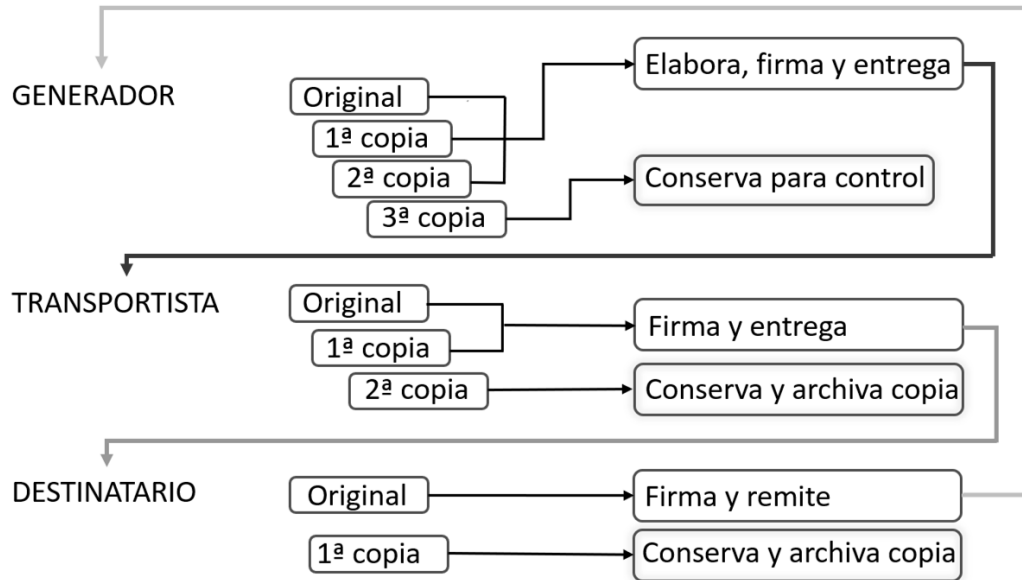 GENERADOR
Original
1ª copia
2ª copia
3ª copia
Elabora, firma y entrega
Conserva para control
TRANSPORTISTA
Original
1ª copia
2ª copia
Firma y entrega
Conserva y archiva copia
DESTINATARIO
Original
1ª copia
Firma y remite
Conserva y archiva copia